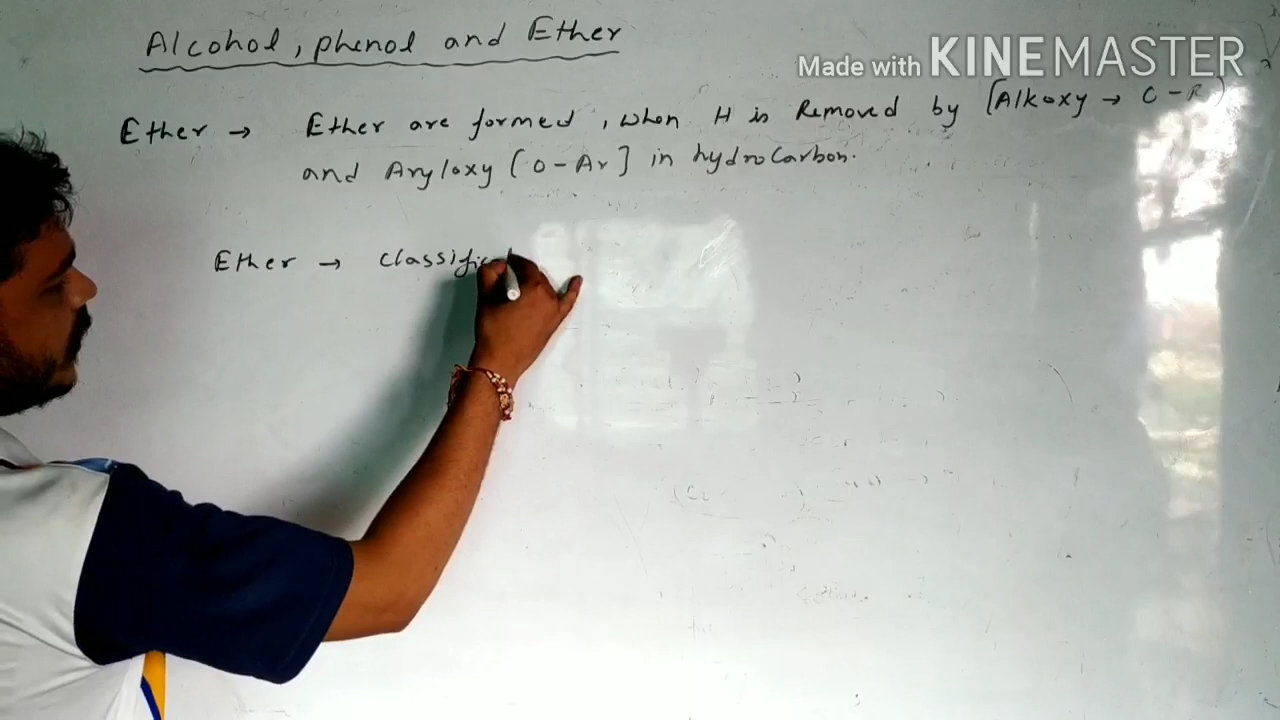 Alcohol, phenol and Ether
Made with KINEMASTER
Ether → Ether are formed, when H is Removed by [Alkoxy → O-R)
and Aryloxy [O-Ar] in hydrocarbon.
Ether → classific